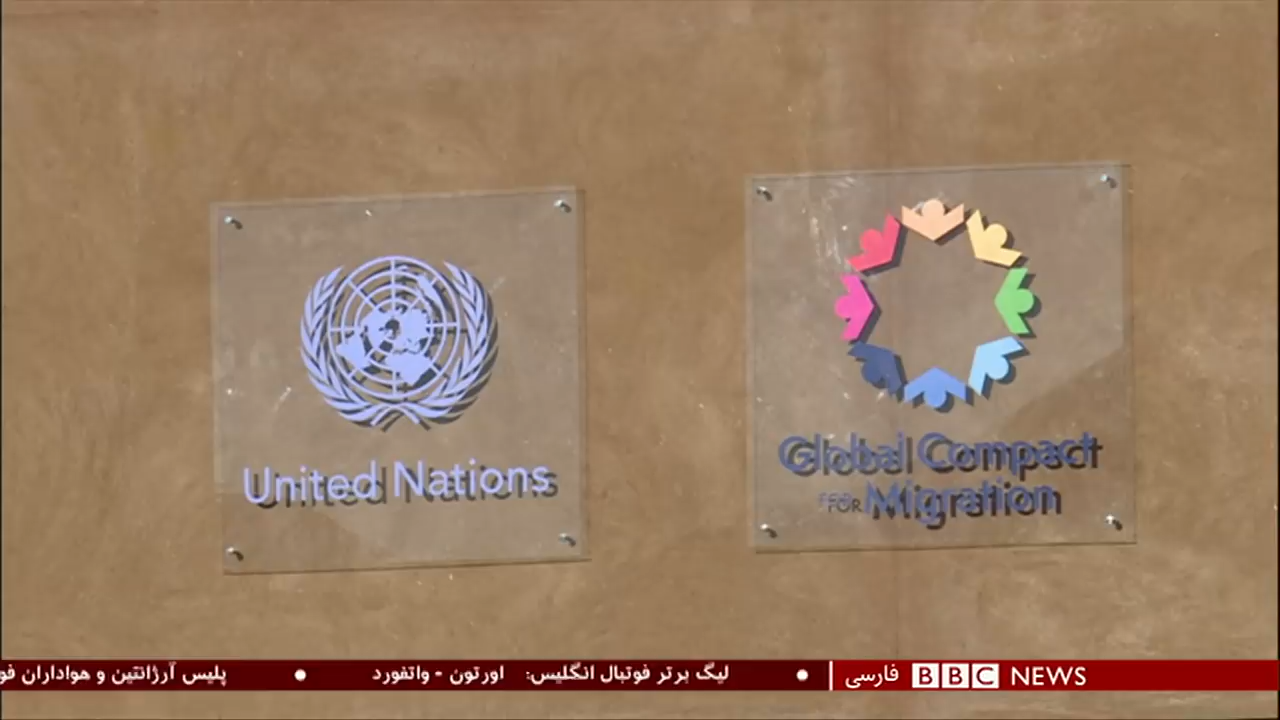 United Nations
Global Compact
FOR Migration
BBC NEWS فارسی
لیگ برتر فوتبال انگلیس: اورتون - واتفورد
پلیس آرژانتین و هواداران